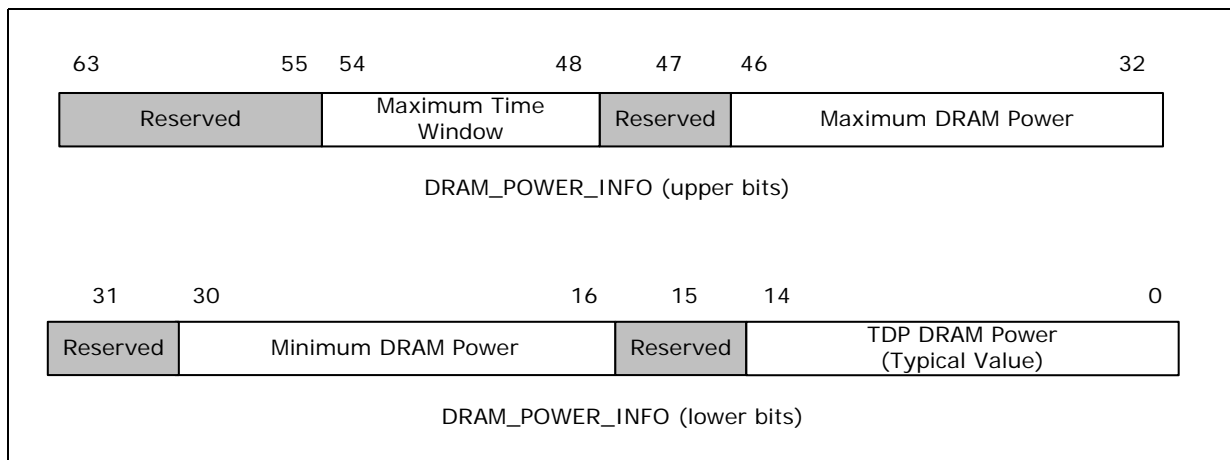 63 55 54 48 47 46 32
Reserved Maximum Time Window Reserved Maximum DRAM Power
DRAM_POWER_INFO (upper bits)
31 30 16 15 14 0
Reserved Minimum DRAM Power Reserved TDP DRAM Power (Typical Value)
DRAM_POWER_INFO (lower bits)